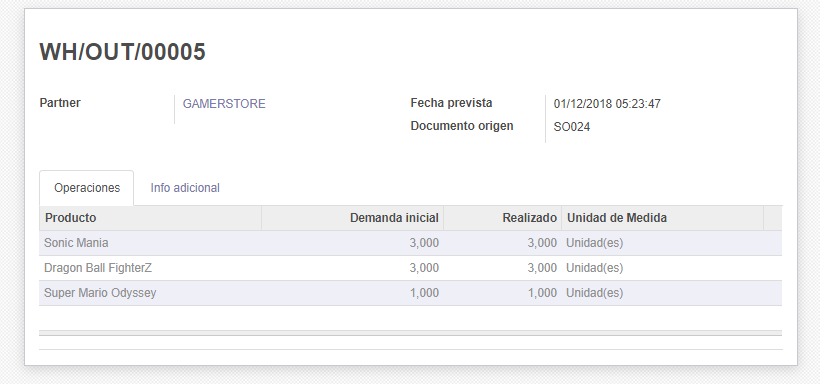 WH/OUT/00005
Partner GAMERSTORE Fecha prevista 01/12/2018 05:23:47
Documento origen SO024
Operaciones Info adicional
Producto Demanda inicial Realizado Unidad de Medida
Sonic Mania 3,000 3,000 Unidad(es)
Dragon Ball FighterZ 3,000 3,000 Unidad(es)
Super Mario Odyssey 1,000 1,000 Unidad(es)